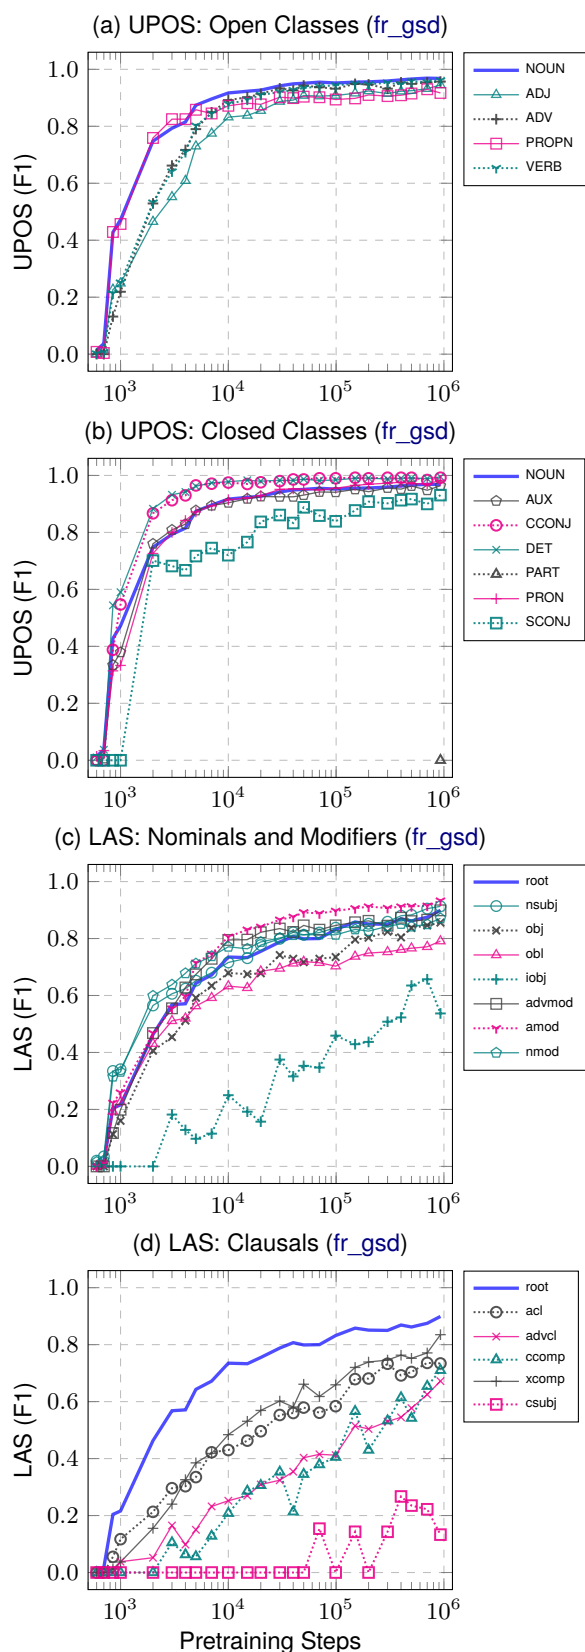 (a) UPOS: Open Classes (fr_gsd)
1.0
0.8
0.6
0.4
0.2
0.0
UPOS (F1)
10³ 10⁴ 10⁵ 10⁶
NOUN
ADJ
ADV
PROPN
VERB
(b) UPOS: Closed Classes (fr_gsd)
1.0
0.8
0.6
0.4
0.2
0.0
UPOS (F1)
10³ 10⁴ 10⁵ 10⁶
NOUN
AUX
CCONJ
DET
PART
PRON
SCONJ
(c) LAS: Nominals and Modifiers (fr_gsd)
1.0
0.8
0.6
0.4
0.2
0.0
LAS (F1)
10³ 10⁴ 10⁵ 10⁶
root
nsubj
obj
obl
iobj
advmod
amod
nmod
(d) LAS: Clausals (fr_gsd)
1.0
0.8
0.6
0.4
0.2
0.0
LAS (F1)
10³ 10⁴ 10⁵ 10⁶
Pretraining Steps
root
acl
advcl
ccomp
xcomp
csubj